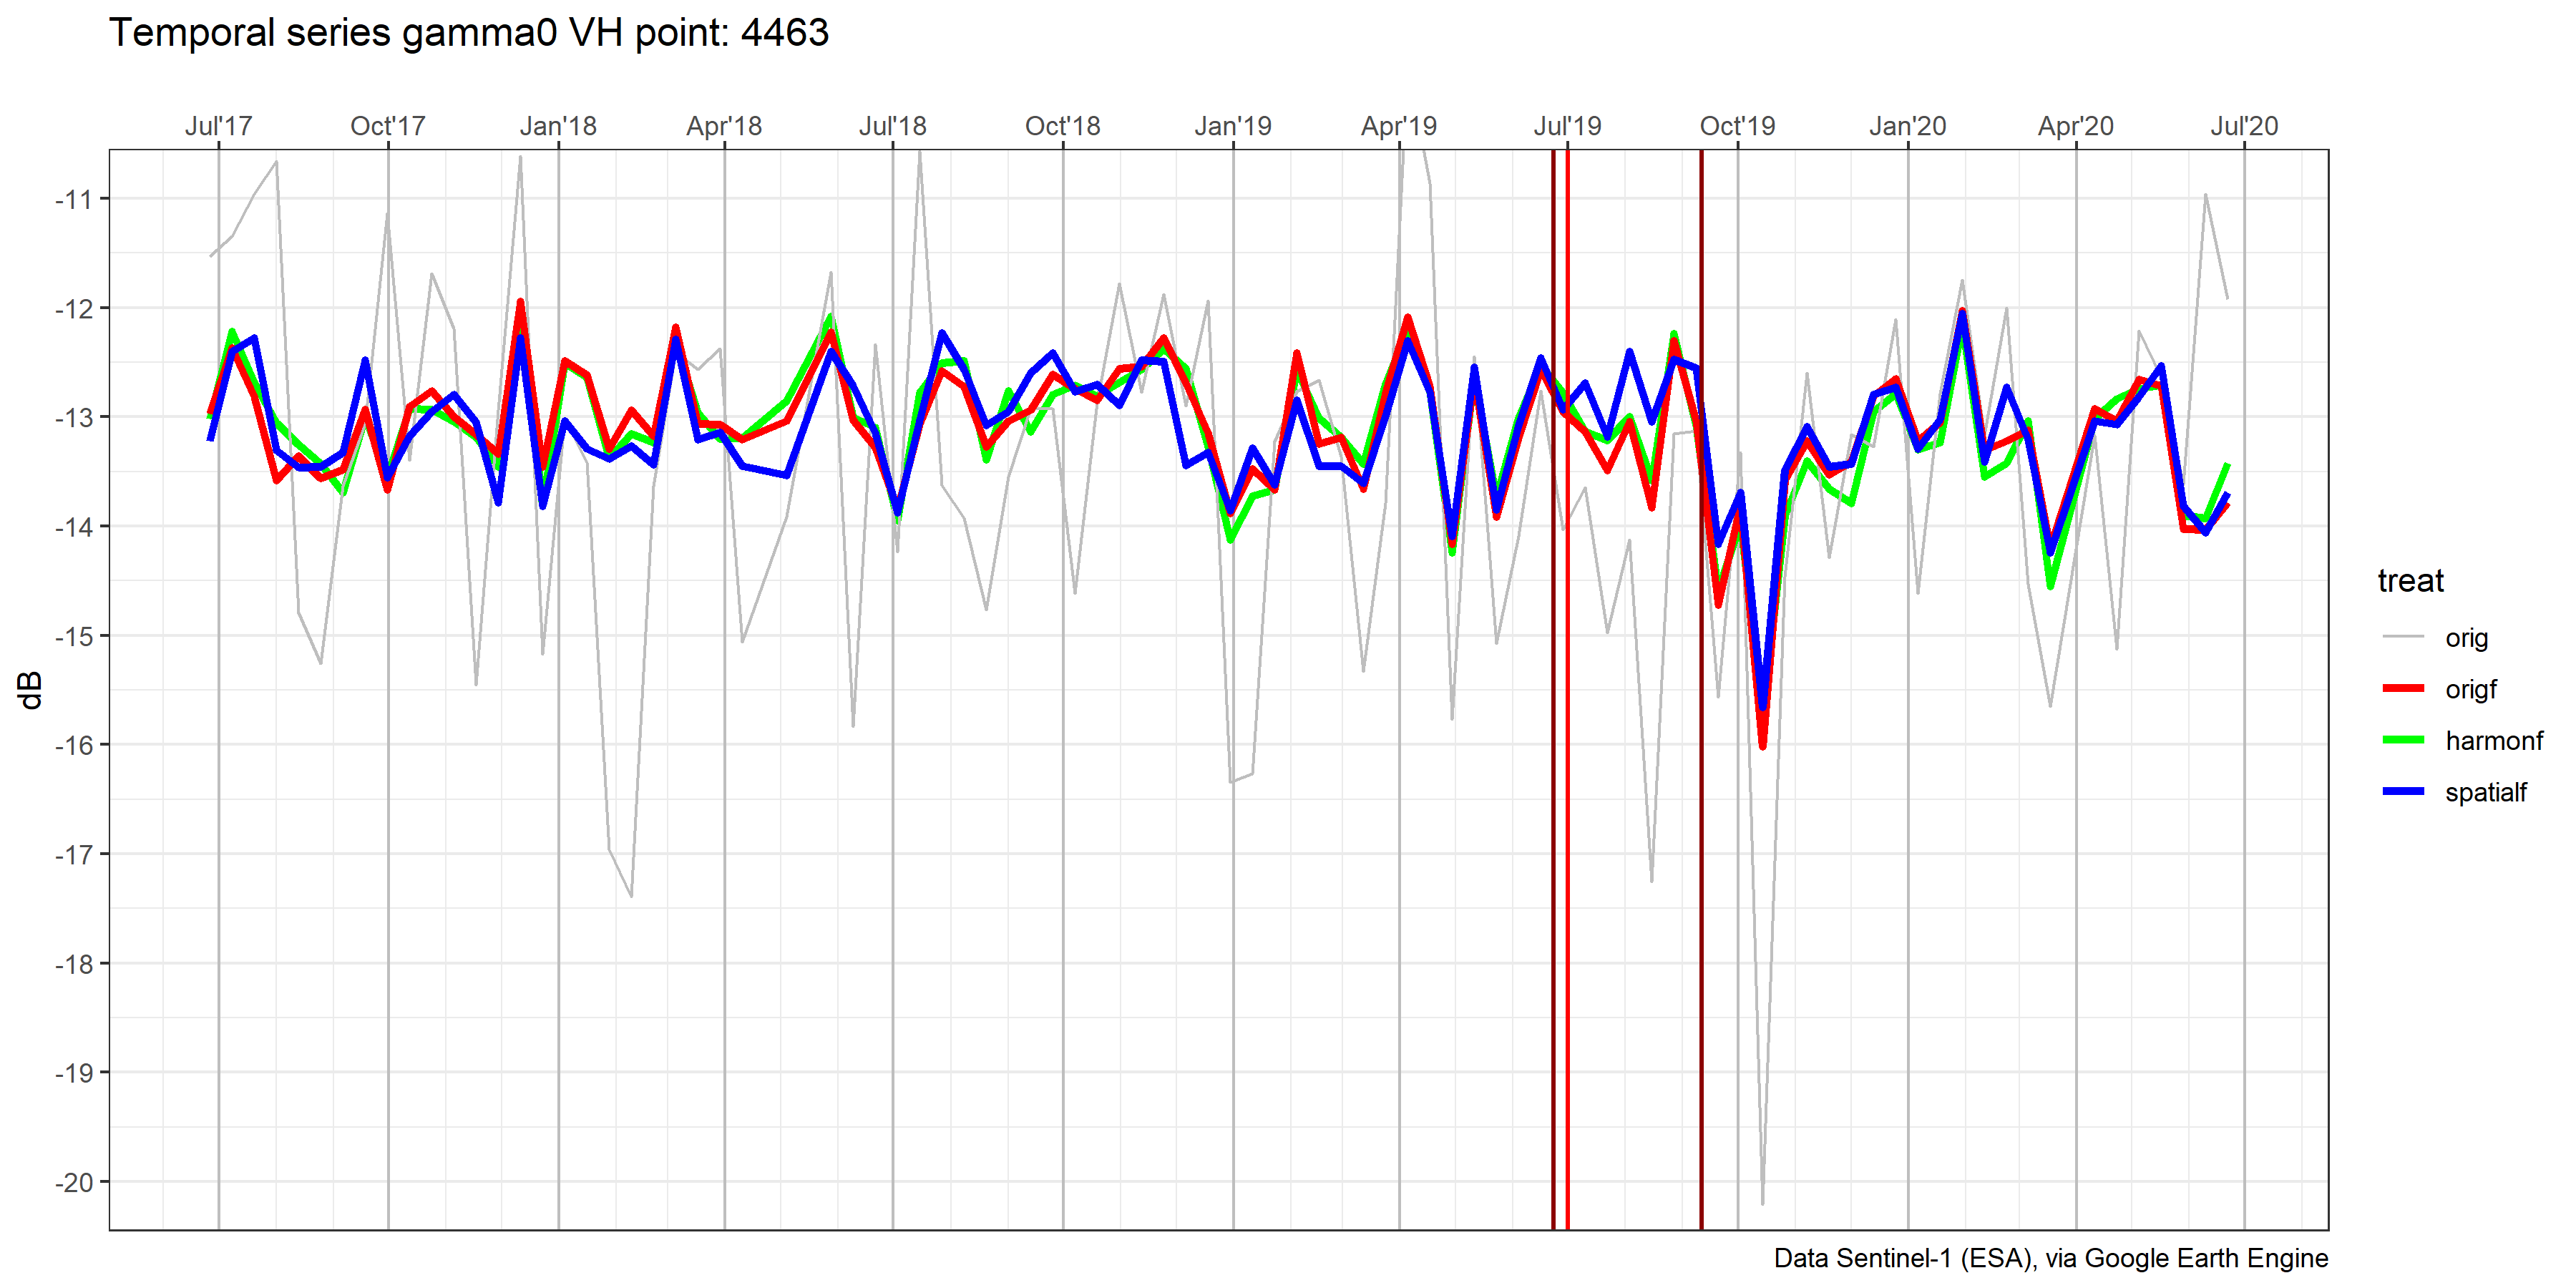 Temporal series gamma0 VH point: 4463
Jul'17 Oct'17 Jan'18 Apr'18 Jul'18 Oct'18 Jan'19 Apr'19 Jul'19 Oct'19 Jan'20 Apr'20 Jul'20
-11
-12
-13
-14
-15
-16
-17
-18
-19
-20
dB
treat
orig
origf
harmonf
spatialf
Data Sentinel-1 (ESA), via Google Earth Engine